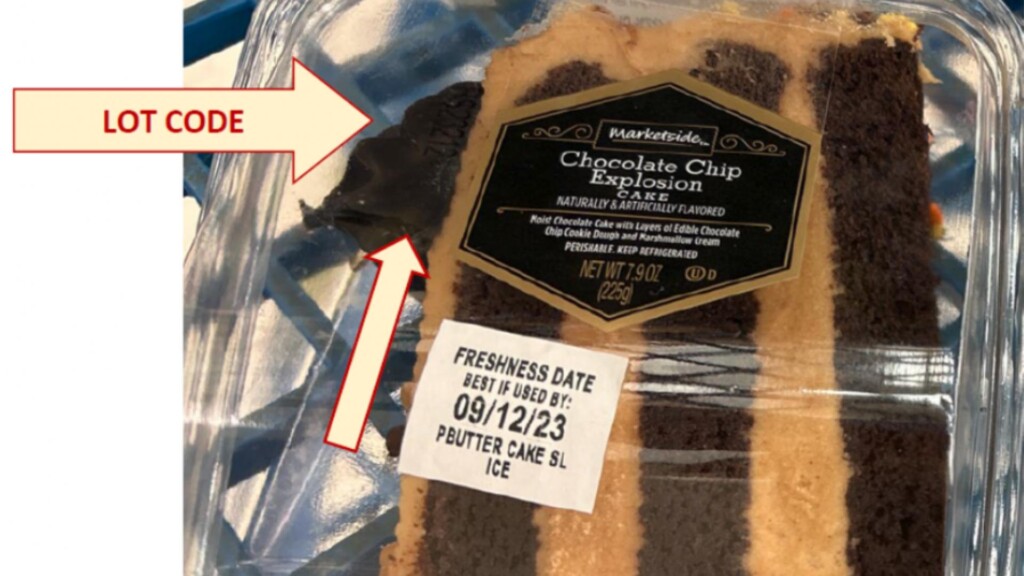 LOT CODE
Marketside
Chocolate Chip
Explosion
CAKE
NATURALLY & ARTIFICIALLY FLAVORED
Moist Chocolate Cake with Layers of Edible Chocolate
Chip Cookie Dough and Marshmallow Cream
PERISHABLE. KEEP REFRIGERATED
NET WT 7.9 OZ
(225g)
U D
FRESHNESS DATE
BEST IF USED BY:
09/12/23
PBUTTER CAKE SL
ICE